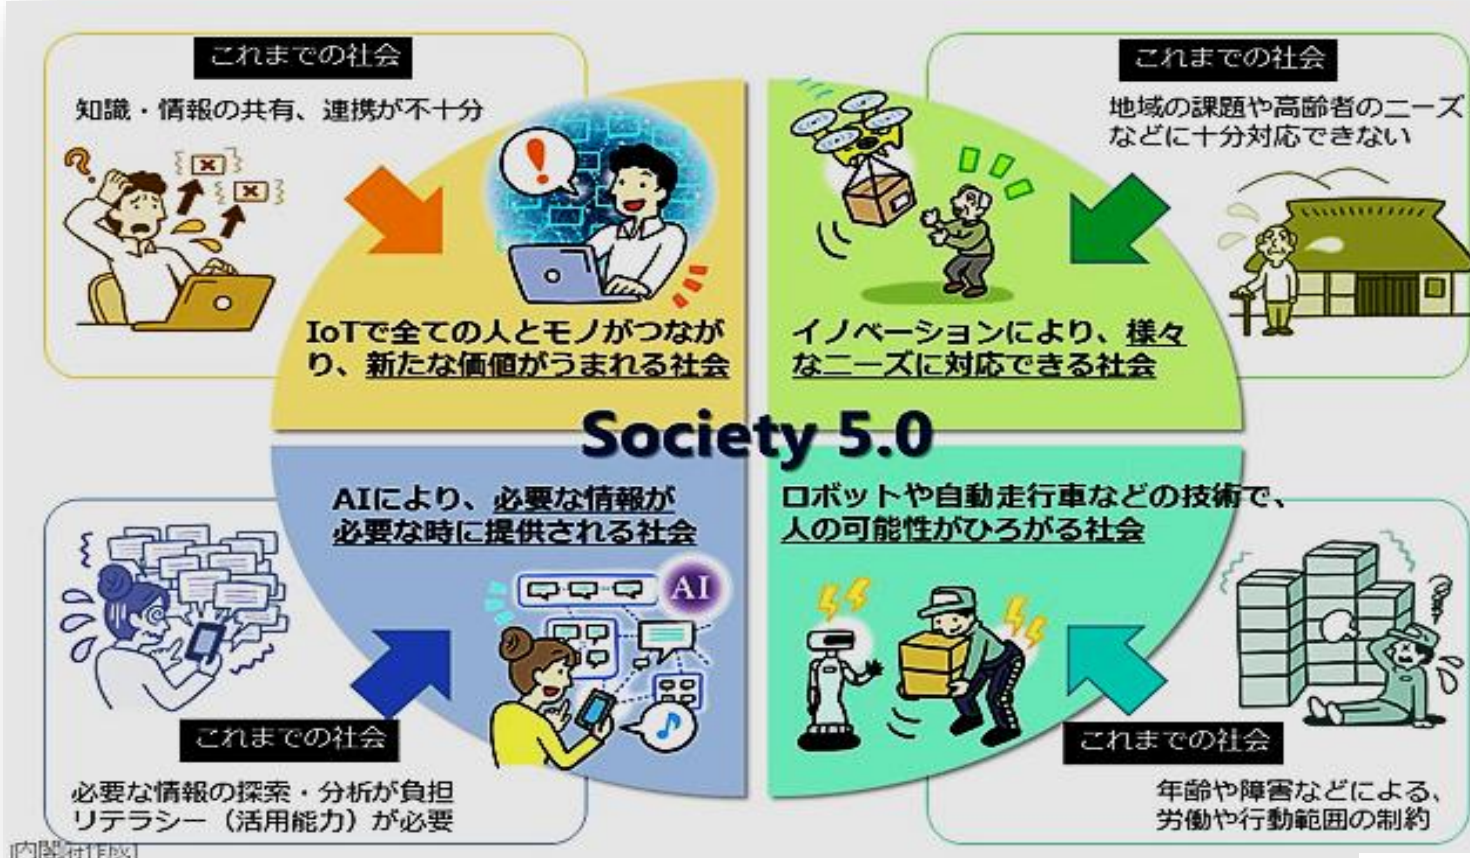 これまでの社会
知識・情報の共有、連携が不十分
IoTで全ての人とモノがつなが
り、新たな価値がうまれる社会
これまでの社会
地域の課題や高齢者のニーズ
などに十分対応できない
イノベーションにより、様々
なニーズに対応できる社会
Society 5.0
AIにより、必要な情報が
必要な時に提供される社会
AI
これまでの社会
必要な情報の探索・分析が負担
リテラシー（活用能力）が必要
ロボットや自動走行車などの技術で、
人の可能性がひろがる社会
これまでの社会
年齢や障害などによる、
労働や行動範囲の制約
[内閣府作成]